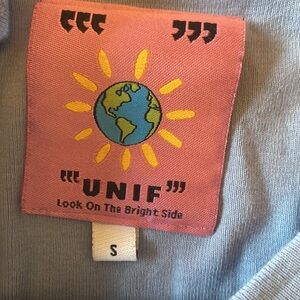 ““‘ ’””
“‘UNIF’”
Look On The Bright Side
S